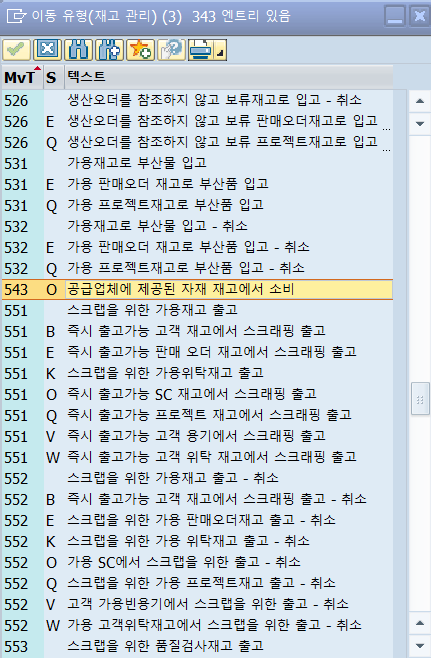 이동 유형(재고 관리) (3) 343 엔트리 있음
MvT S 텍스트
526 생산오더를 참조하지 않고 보류재고로 입고 - 취소
526 E 생산오더를 참조하지 않고 보류 판매오더재고로 입고 ...
526 Q 생산오더를 참조하지 않고 보류 프로젝트재고로 입고 ...
531 가용재고로 부산물 입고
531 E 가용 판매오더 재고로 부산품 입고
531 Q 가용 프로젝트재고로 부산품 입고
532 가용재고로 부산물 입고 - 취소
532 E 가용 판매오더 재고로 부산품 입고 - 취소
532 Q 가용 프로젝트재고로 부산품 입고 - 취소
543 O 공급업체에 제공된 자재 재고에서 소비
551 스크랩을 위한 가용재고 출고
551 B 즉시 출고가능 고객 재고에서 스크래핑 출고
551 E 즉시 출고가능 판매 오더 재고에서 스크래핑 출고
551 K 스크랩을 위한 가용위탁재고 출고
551 O 즉시 출고가능 SC 재고에서 스크래핑 출고
551 Q 즉시 출고가능 프로젝트 재고에서 스크래핑 출고
551 V 즉시 출고가능 고객 용기에서 스크래핑 출고
551 W 즉시 출고가능 고객 위탁 재고에서 스크래핑 출고
552 스크랩을 위한 가용재고 출고 - 취소
552 B 즉시 출고가능 고객 재고에서 스크래핑 출고 - 취소
552 E 스크랩을 위한 가용 판매오더재고 출고 - 취소
552 K 스크랩을 위한 가용 위탁재고 출고 - 취소
552 O 가용 SC에서 스크랩을 위한 출고 - 취소
552 Q 스크랩을 위한 가용 프로젝트재고 출고 - 취소
552 V 고객 가용빈용기에서 스크랩을 위한 출고 - 취소
552 W 가용 고객위탁재고에서 스크랩을 위한 출고 - 취소
553 스크랩을 위한 품질검사재고 출고